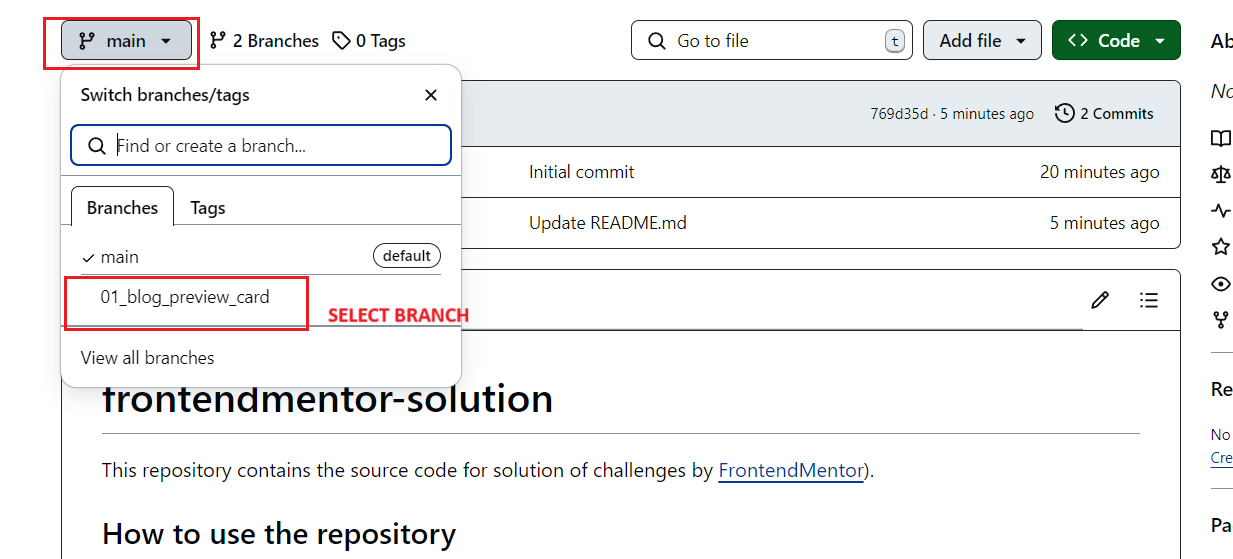 main
2 Branches
0 Tags
Go to file
t
Add file
Code
Ab
Switch branches/tags
No
769d35d · 5 minutes ago
2 Commits
Find or create a branch...
Initial commit
20 minutes ago
Branches
Tags
Update README.md
5 minutes ago
main
default
01_blog_preview_card
SELECT BRANCH
View all branches
frontendmentor-solution
Re
No
Cre
This repository contains the source code for solution of challenges by FrontendMentor).
How to use the repository
Pa